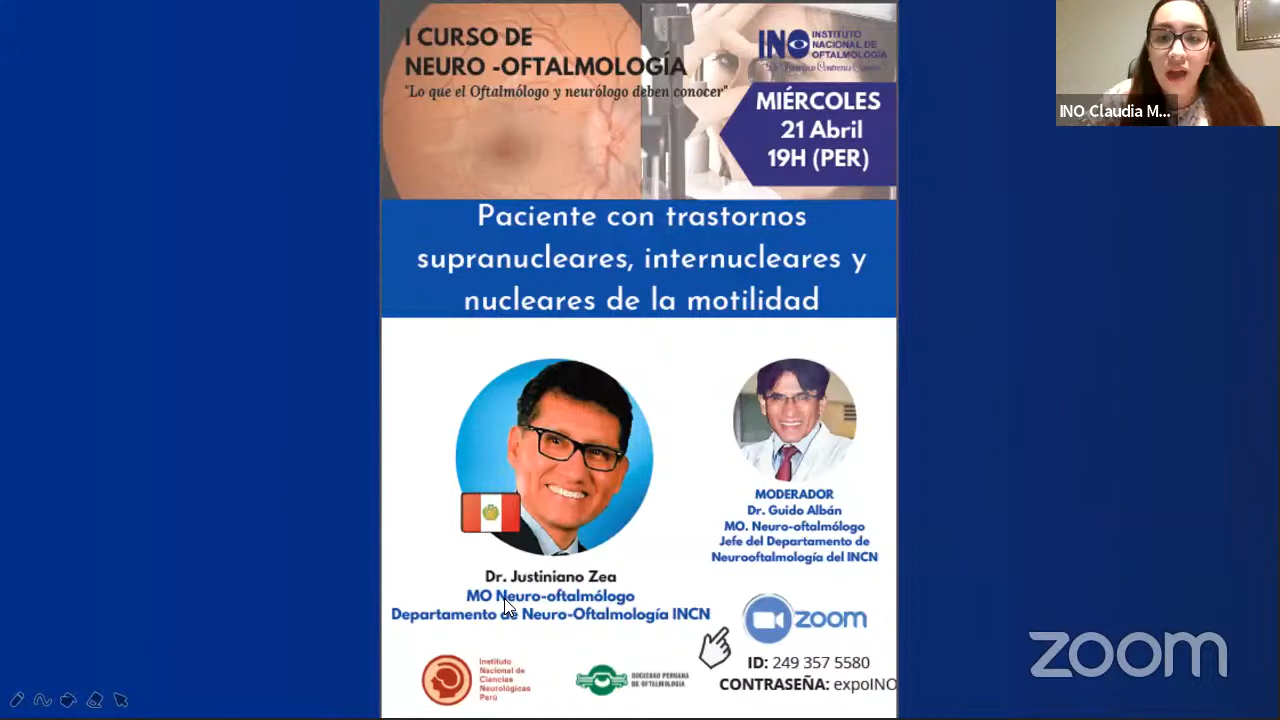 I CURSO DE
NEURO -OFTALMOLOGÍA
"Lo que el Oftalmólogo y neurólogo deben conocer"
INO INSTITUTO
NACIONAL DE
OFTALMOLOGÍA
MIÉRCOLES
21 Abril
19H (PER)
INO Claudia M...
Paciente con trastornos
supranucleares, internucleares y
nucleares de la motilidad
Dr. Justiniano Zea
MO Neuro-oftalmólogo
Departamento de Neuro-Oftalmología INCN
MODERADOR
Dr. Guido Albán
MO. Neuro-oftalmólogo
Jefe del Departamento de
Neurooftalmología del INCN
zoom
ID: 249 357 5580
CONTRASEÑA: expoINO
Instituto
Nacional de
Ciencias
Neurológicas
Perú
SOCIEDAD PERUANA
DE OFTALMOLOGÍA
zoom